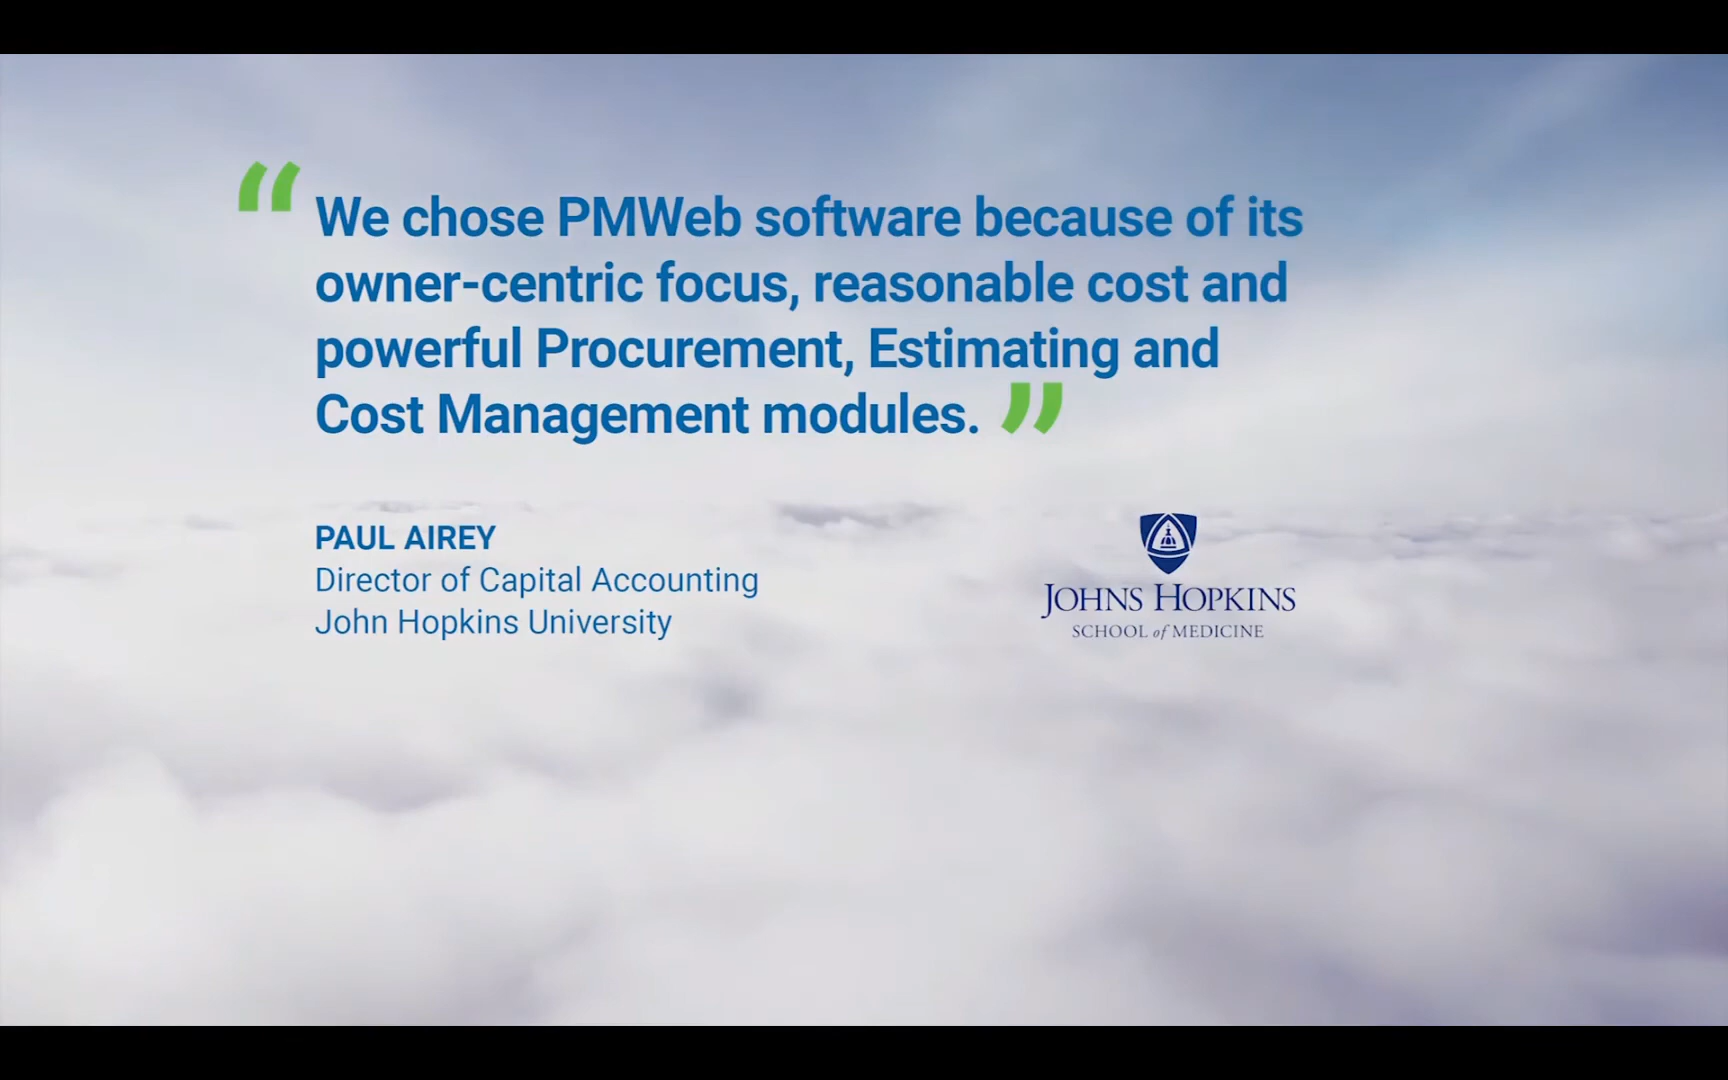 “We chose PMWeb software because of its
owner-centric focus, reasonable cost and
powerful Procurement, Estimating and
Cost Management modules.”
PAUL AIREY
Director of Capital Accounting
John Hopkins University
JOHNS HOPKINS
SCHOOL of MEDICINE